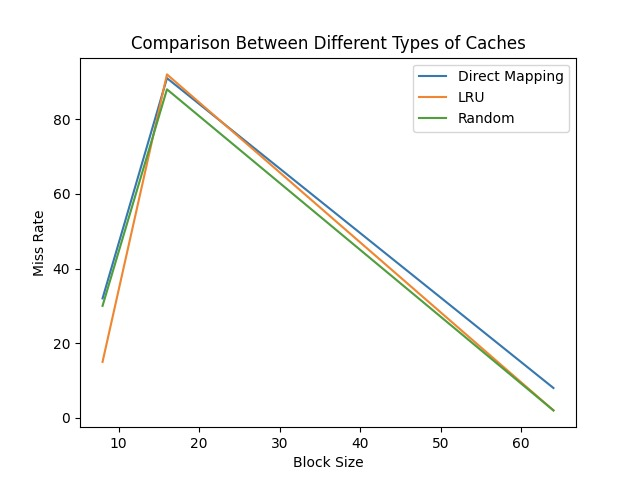 Comparison Between Different Types of Caches
Direct Mapping
LRU
Random
Miss Rate
80
60
40
20
0
10 20 30 40 50 60
Block Size